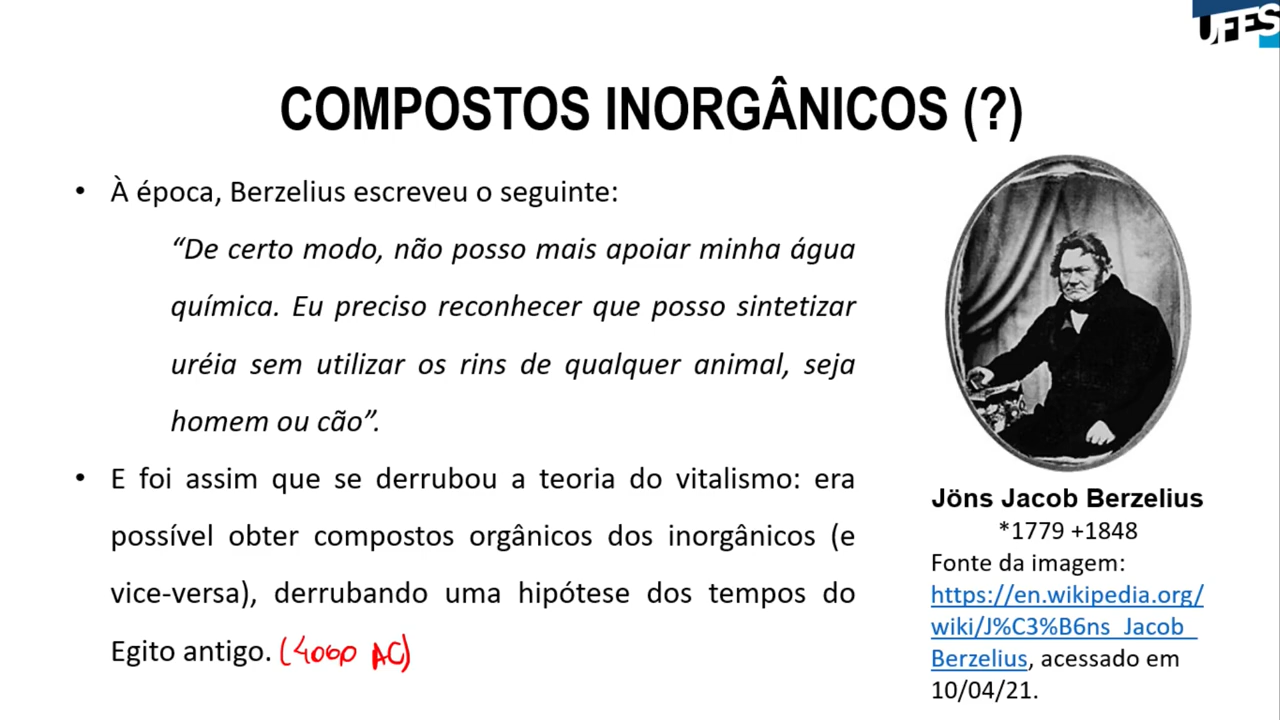 UFES
COMPOSTOS INORGÂNICOS (?)
• À época, Berzelius escreveu o seguinte:
“De certo modo, não posso mais apoiar minha água
química. Eu preciso reconhecer que posso sintetizar
uréia sem utilizar os rins de qualquer animal, seja
homem ou cão”.
• E foi assim que se derrubou a teoria do vitalismo: era
possível obter compostos orgânicos dos inorgânicos (e
vice-versa), derrubando uma hipótese dos tempos do
Egito antigo. (4000 AC)
Jöns Jacob Berzelius
*1779 +1848
Fonte da imagem:
https://en.wikipedia.org/
wiki/J%C3%B6ns_Jacob_
Berzelius, acessado em
10/04/21.